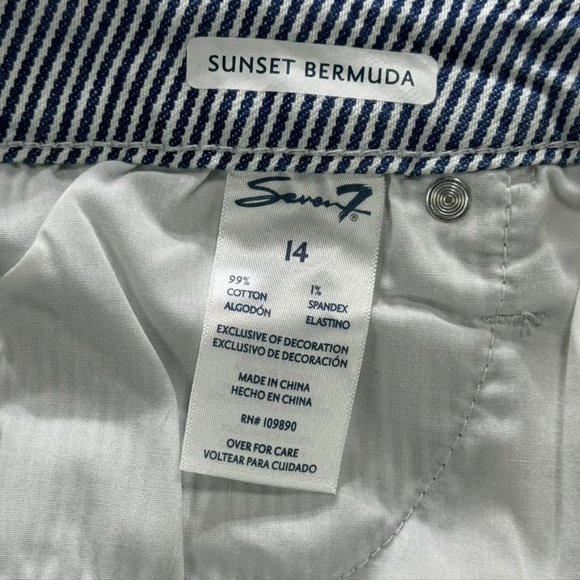 SUNSET BERMUDA
Seven7®
14
99% 1%
COTTON SPANDEX
ALGODÓN ELASTINO
EXCLUSIVE OF DECORATION
EXCLUSIVO DE DECORACIÓN
MADE IN CHINA
HECHO EN CHINA
RN# 109890
OVER FOR CARE
VOLTEAR PARA CUIDADO